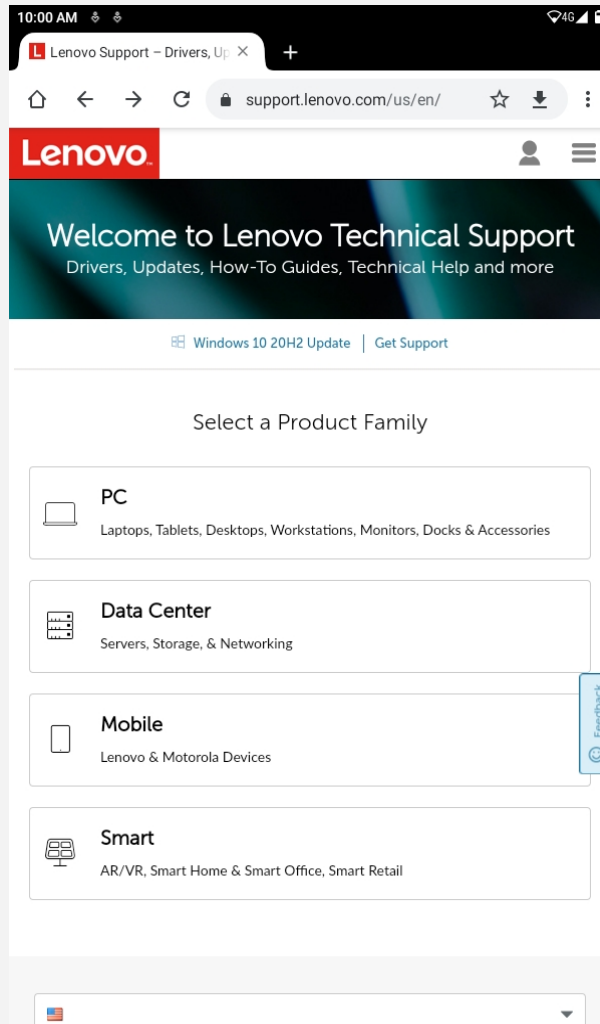 10:00 AM
4G
Lenovo Support – Drivers, Up
support.lenovo.com/us/en/
Lenovo™
Welcome to Lenovo Technical Support
Drivers, Updates, How-To Guides, Technical Help and more
Windows 10 20H2 Update
Get Support
Select a Product Family
PC
Laptops, Tablets, Desktops, Workstations, Monitors, Docks & Accessories
Data Center
Servers, Storage, & Networking
Feedback
Mobile
Lenovo & Motorola Devices
Smart
AR/VR, Smart Home & Smart Office, Smart Retail